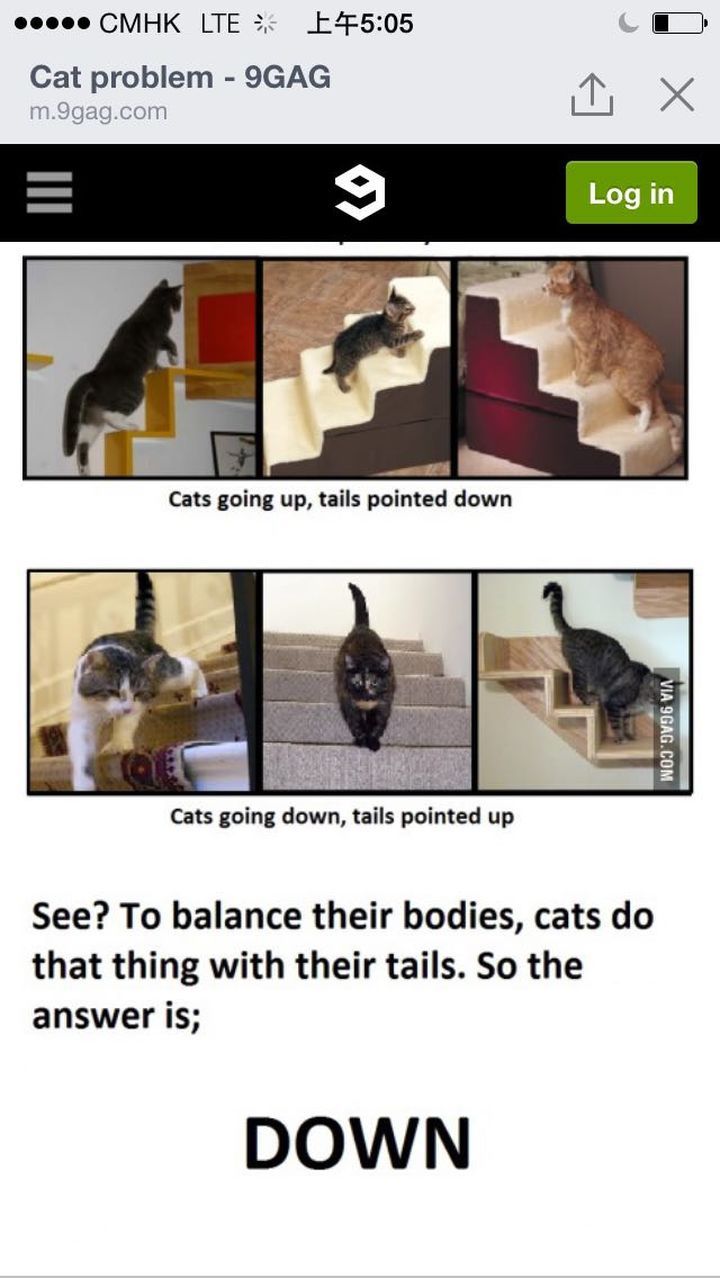 CMHK LTE 上午5:05
Cat problem - 9GAG
m.9gag.com
9
Log in
Cats going up, tails pointed down
VIA 9GAG.COM
Cats going down, tails pointed up
See? To balance their bodies, cats do
that thing with their tails. So the
answer is;
DOWN